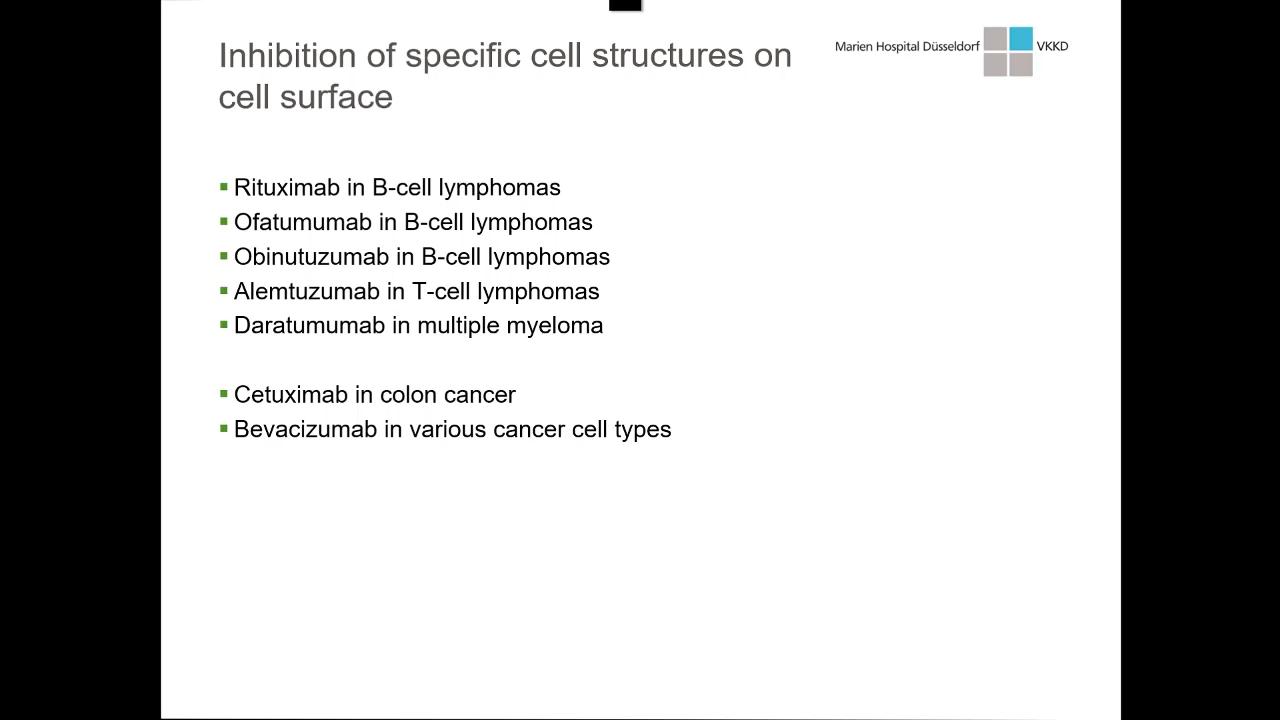 Inhibition of specific cell structures on
cell surface
Marien Hospital Düsseldorf VKKD
▪ Rituximab in B-cell lymphomas
▪ Ofatumumab in B-cell lymphomas
▪ Obinutuzumab in B-cell lymphomas
▪ Alemtuzumab in T-cell lymphomas
▪ Daratumumab in multiple myeloma
▪ Cetuximab in colon cancer
▪ Bevacizumab in various cancer cell types